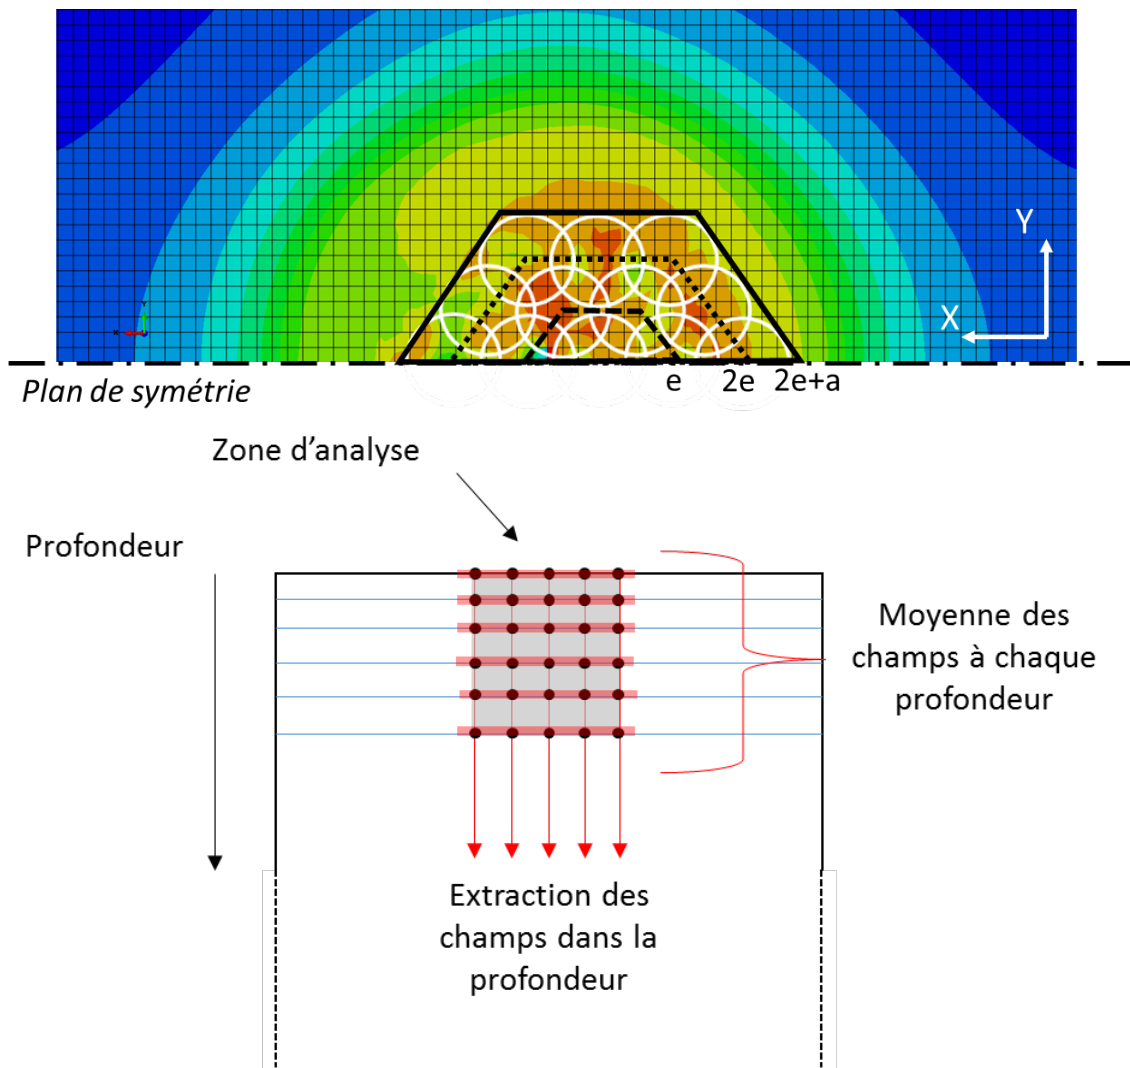 Y
X
e 2e 2e+a
Plan de symétrie
Zone d'analyse
Profondeur
Moyenne des
champs à chaque
profondeur
Extraction des
champs dans la
profondeur